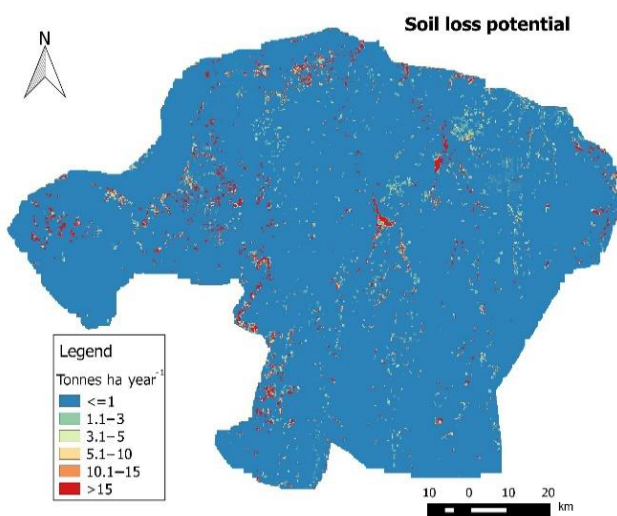 Soil loss potential
N
Legend
Tonnes ha year⁻¹
<=1
1.1–3
3.1–5
5.1–10
10.1–15
>15
10 0 10 20
km